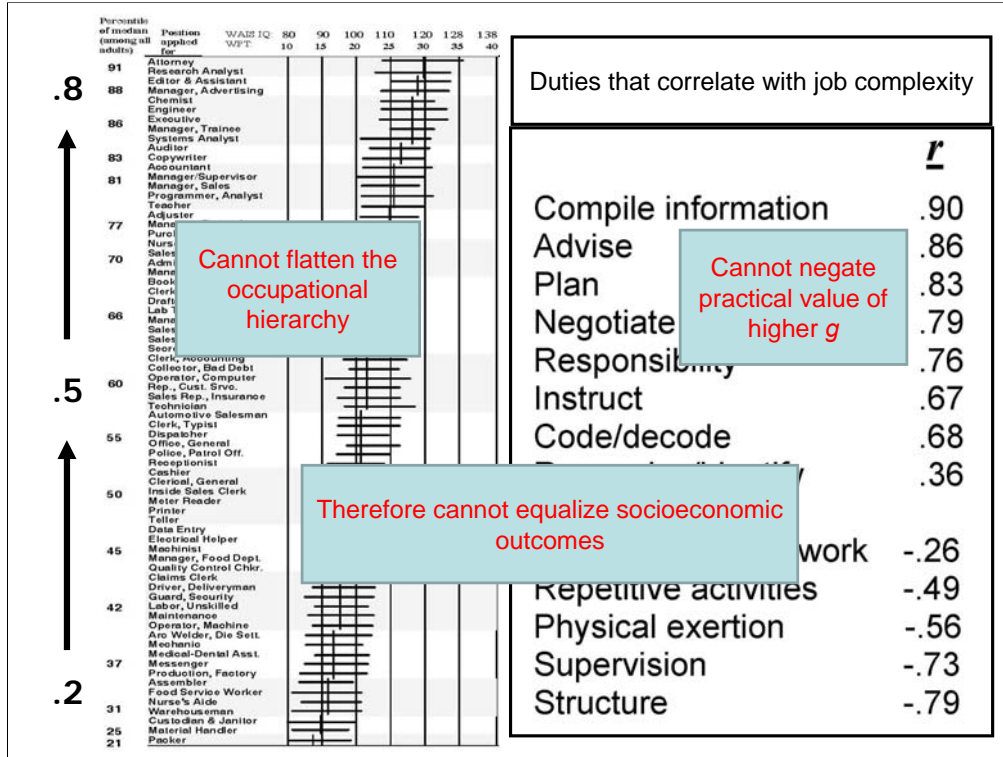 Percentile
of median
(among all
adults)
Position
applied
for
WAIS IQ: 80 90 100 110 120 128 138
WPT: 10 15 20 25 30 35 40
91
88
86
83
81
77
70
66
60
55
50
45
42
37
31
25
21
Attorney
Research Analyst
Editor & Assistant
Manager, Advertising
Chemist
Engineer
Executive
Manager, Trainee
Systems Analyst
Auditor
Copywriter
Accountant
Manager/Supervisor
Manager, Sales
Programmer, Analyst
Teacher
Adjuster
Clerk, Accounting
Collector, Bad Debt
Operator, Computer
Rep., Cust. Srvc.
Sales Rep., Insurance
Technician
Automotive Salesman
Clerk, Typist
Dispatcher
Office, General
Police, Patrol Off.
Receptionist
Cashier
Clerical, General
Inside Sales Clerk
Meter Reader
Printer
Teller
Data Entry
Electrical Helper
Machinist
Manager, Food Dept.
Quality Control Chkr.
Claims Clerk
Driver, Deliveryman
Guard, Security
Labor, Unskilled
Maintenance
Operator, Machine
Arc Welder, Die Sett.
Mechanic
Medical-Dental Asst.
Messenger
Production, Factory
Assembler
Food Service Worker
Nurse's Aide
Warehouseman
Custodian & Janitor
Material Handler
Packer
.8
.5
.2
Cannot flatten the
occupational
hierarchy
Duties that correlate with job complexity
r
Compile information .90
Advise .86
Plan .83
Negotiate .79
Responsibility .76
Instruct .67
Code/decode .68
.36
work -.26
Repetitive activities -.49
Physical exertion -.56
Supervision -.73
Structure -.79
Cannot negate
practical value of
higher g
Therefore cannot equalize socioeconomic
outcomes